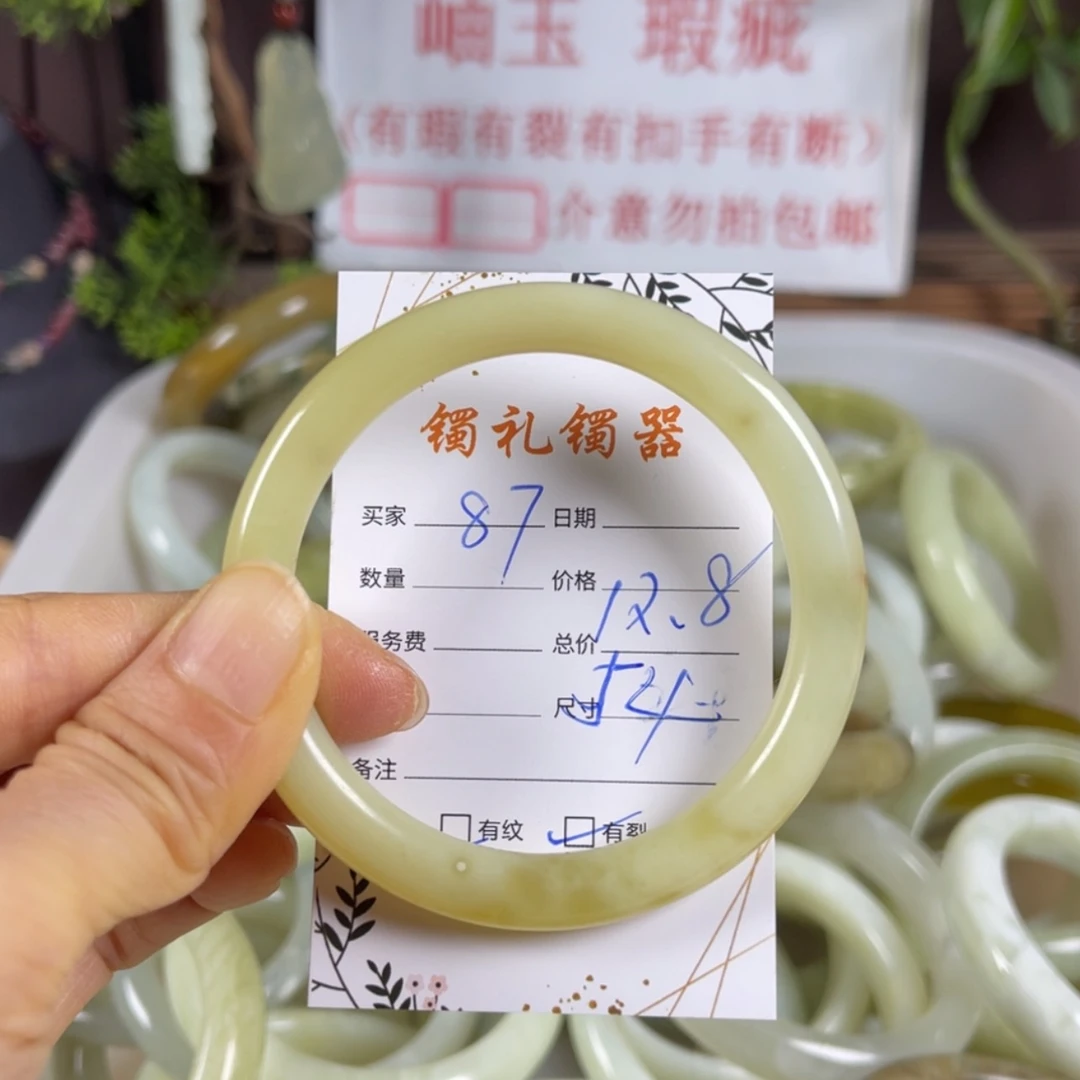 岫玉 瑕疵
（有瑕有裂有扣手有断）
介意勿拍包邮
镯礼镯器
买家 87 日期
数量 价格 12.8
服务费 总价
尺寸 54
备注
有纹 有裂